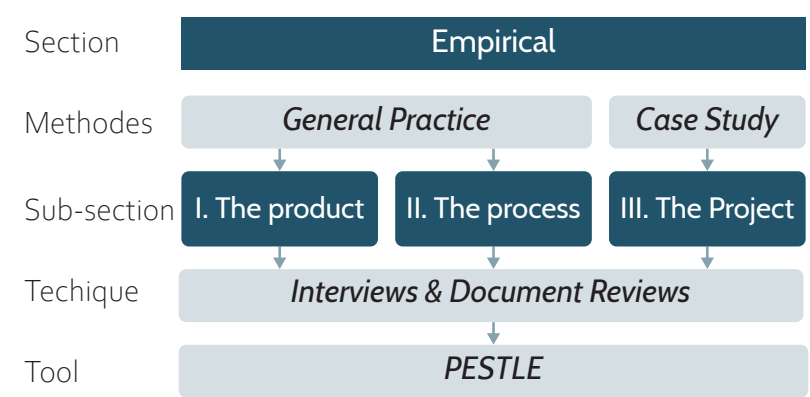 Section Empirical
Methodes General Practice Case Study
Sub-section I. The product II. The process III. The Project
Techique Interviews & Document Reviews
Tool PESTLE